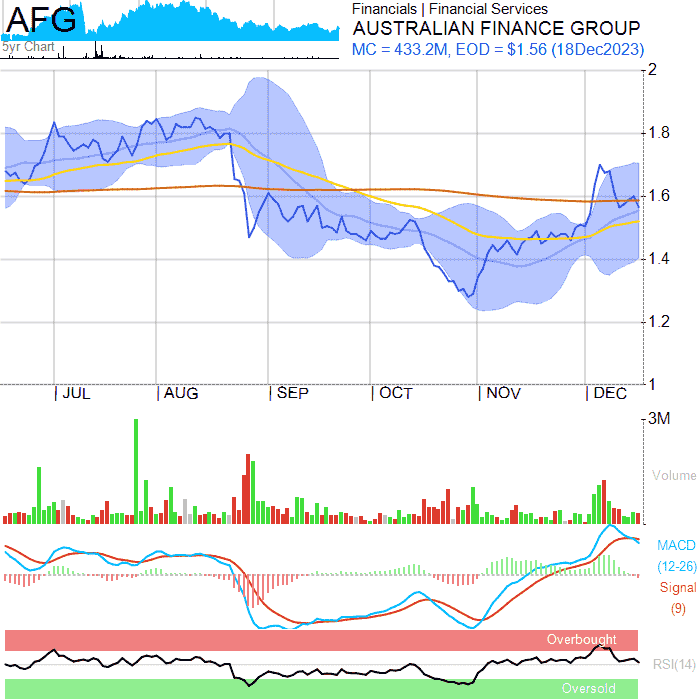 AFG
5yr Chart
Financials | Financial Services
AUSTRALIAN FINANCE GROUP
MC = 433.2M, EOD = $1.56 (18Dec2023)
2
1.8
1.6
1.4
1.2
1
JUL AUG SEP OCT NOV DEC
3M
Volume
MACD
(12-26)
Signal
(9)
Overbought
RSI(14)
Oversold